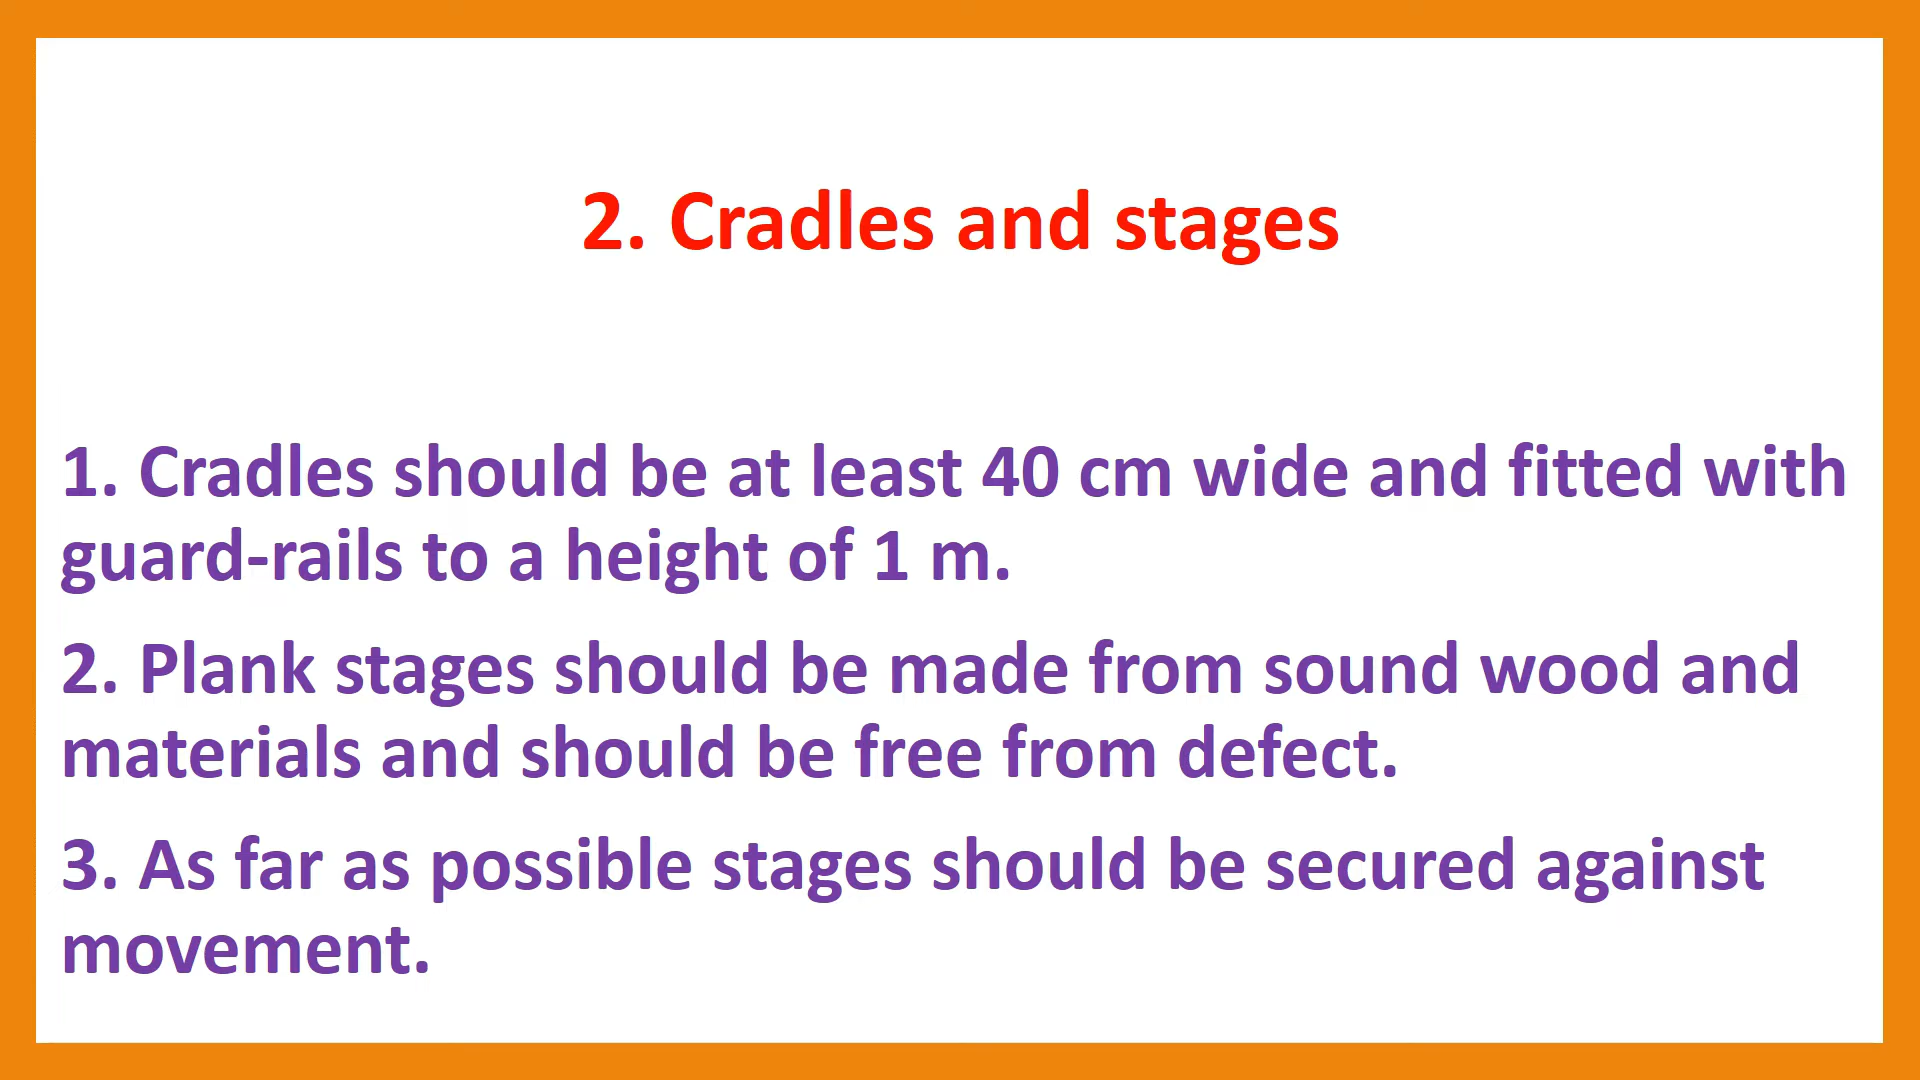 2. Cradles and stages
1. Cradles should be at least 40 cm wide and fitted with
guard-rails to a height of 1 m.
2. Plank stages should be made from sound wood and
materials and should be free from defect.
3. As far as possible stages should be secured against
movement.